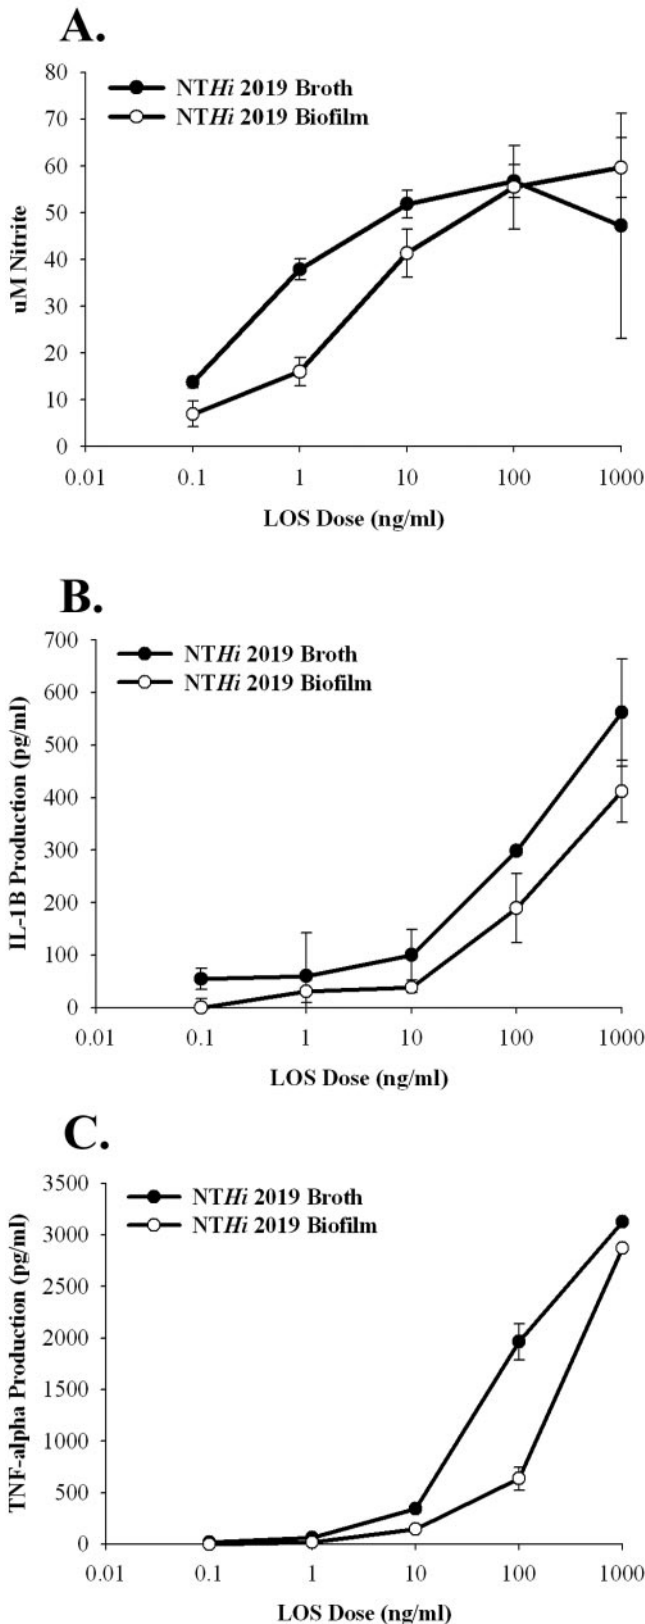 A.
80
70
60
50
40
30
20
10
0
uM Nitrite
NTHi 2019 Broth
NTHi 2019 Biofilm
0.01 0.1 1 10 100 1000
LOS Dose (ng/ml)
B.
700
600
500
400
300
200
100
0
IL-1B Production (pg/ml)
NTHi 2019 Broth
NTHi 2019 Biofilm
0.01 0.1 1 10 100 1000
LOS Dose (ng/ml)
C.
3500
3000
2500
2000
1500
1000
500
0
TNF-alpha Production (pg/ml)
NTHi 2019 Broth
NTHi 2019 Biofilm
0.01 0.1 1 10 100 1000
LOS Dose (ng/ml)